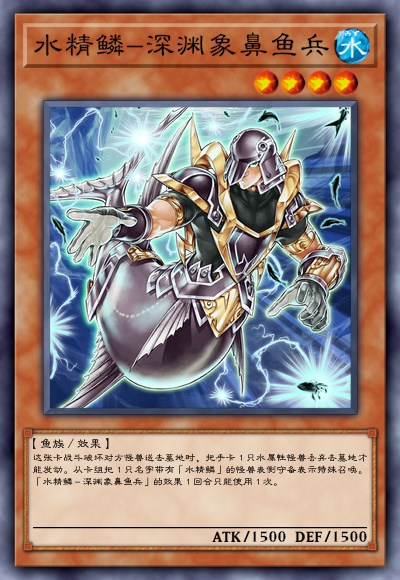 水精鳞-深渊象鼻鱼兵
水
【鱼族/效果】
这张卡战斗破坏对方怪兽送去墓地时,把手卡1只水属性怪兽丢弃去墓地才
能发动。从卡组把1只名字带有「水精鳞」的怪兽表侧守备表示特殊召唤。
「水精鳞-深渊象鼻鱼兵」的效果1回合只能使用1次。
ATK/1500 DEF/1500